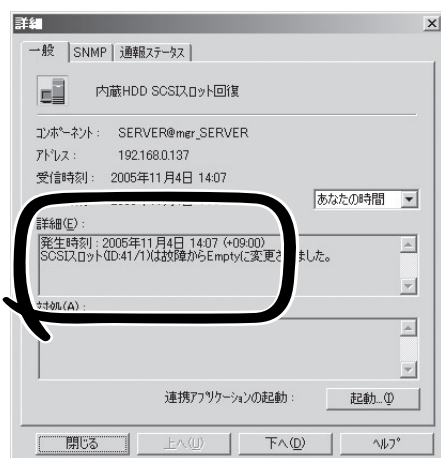 詳細
一般 SNMP 通報ステータス
内蔵HDD SCSIスロット回復
コンポーネント： SERVER@mgr_SERVER
アドレス： 192.168.0.137
受信時刻： 2005年11月4日 14:07
あなたの時間
詳細(E)：
発生時刻 : 2005年11月4日 14:07 (+09:00)
SCSIスロット(ID:41/1)は故障からEmptyに変更されました。
対処(A)：
連携アプリケーションの起動： 起動...(I)
閉じる 上へ(U) 下へ(D) ヘルプ